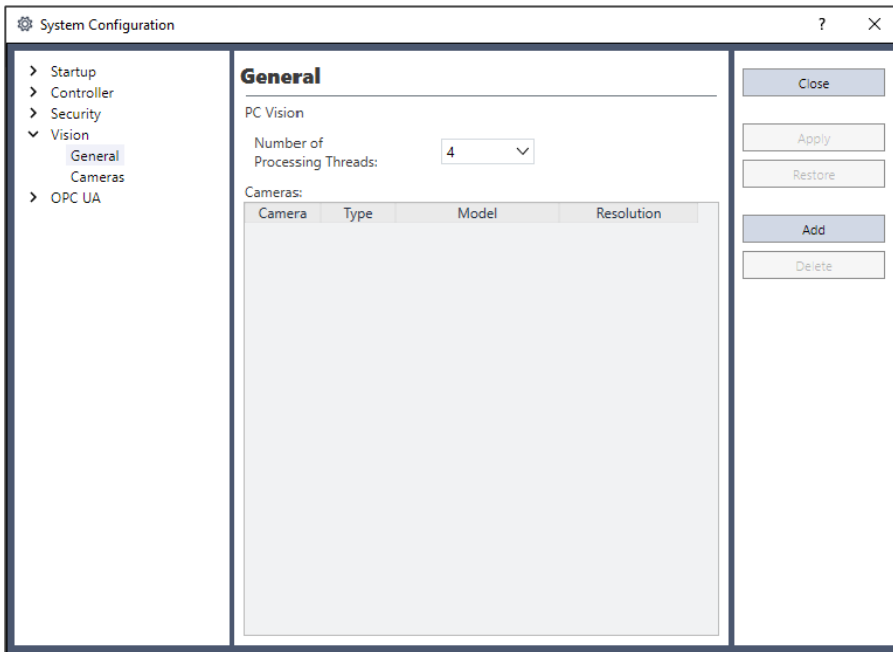 System Configuration
?
Startup
Controller
Security
Vision
General
Cameras
OPC UA
General
PC Vision
Number of
Processing Threads:
4
Cameras:
Camera Type Model Resolution
Close
Apply
Restore
Add
Delete